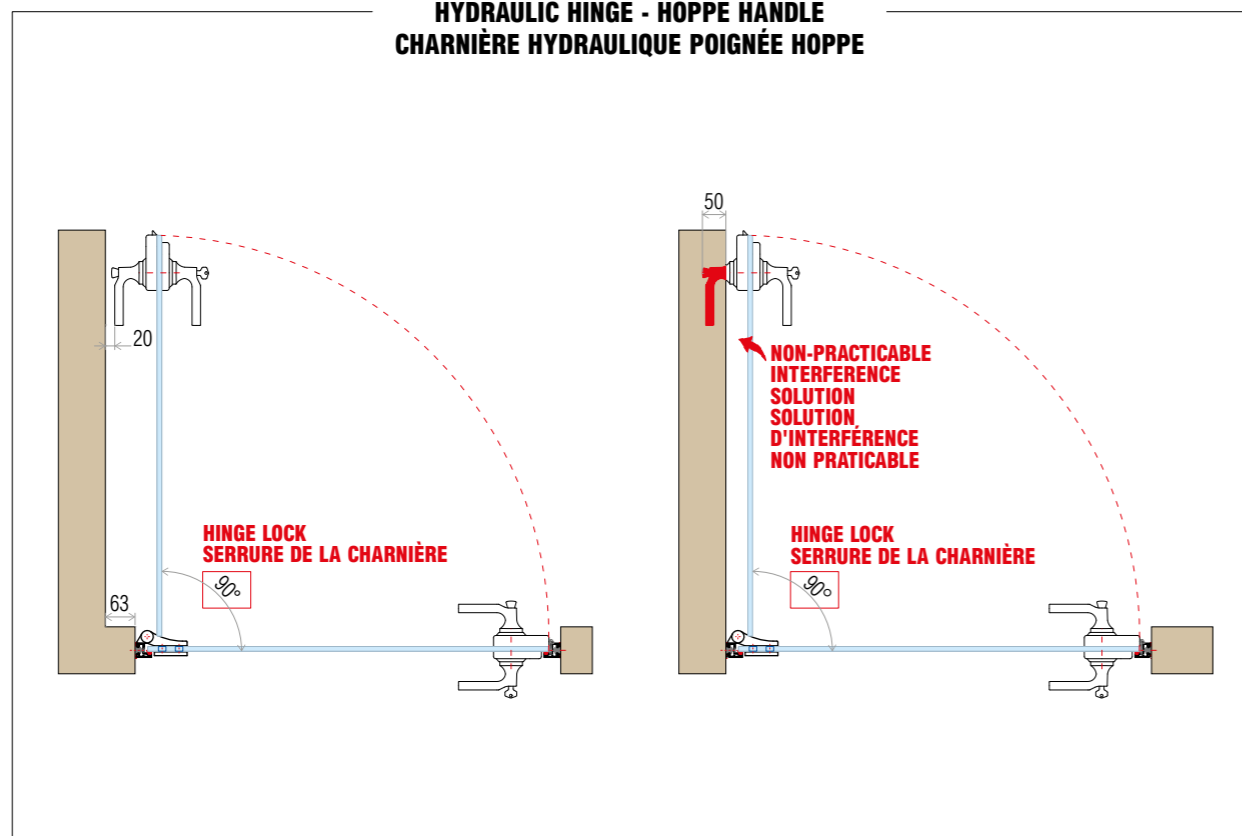 HYDRAULIC HINGE - HOPPE HANDLE
CHARNIÈRE HYDRAULIQUE POIGNÉE HOPPE
20
HINGE LOCK
SERRURE DE LA CHARNIÈRE
90°
63
50
NON-PRACTICABLE
INTERFERENCE
SOLUTION
SOLUTION
D'INTERFÉRENCE
NON PRATICABLE
HINGE LOCK
SERRURE DE LA CHARNIÈRE
90°